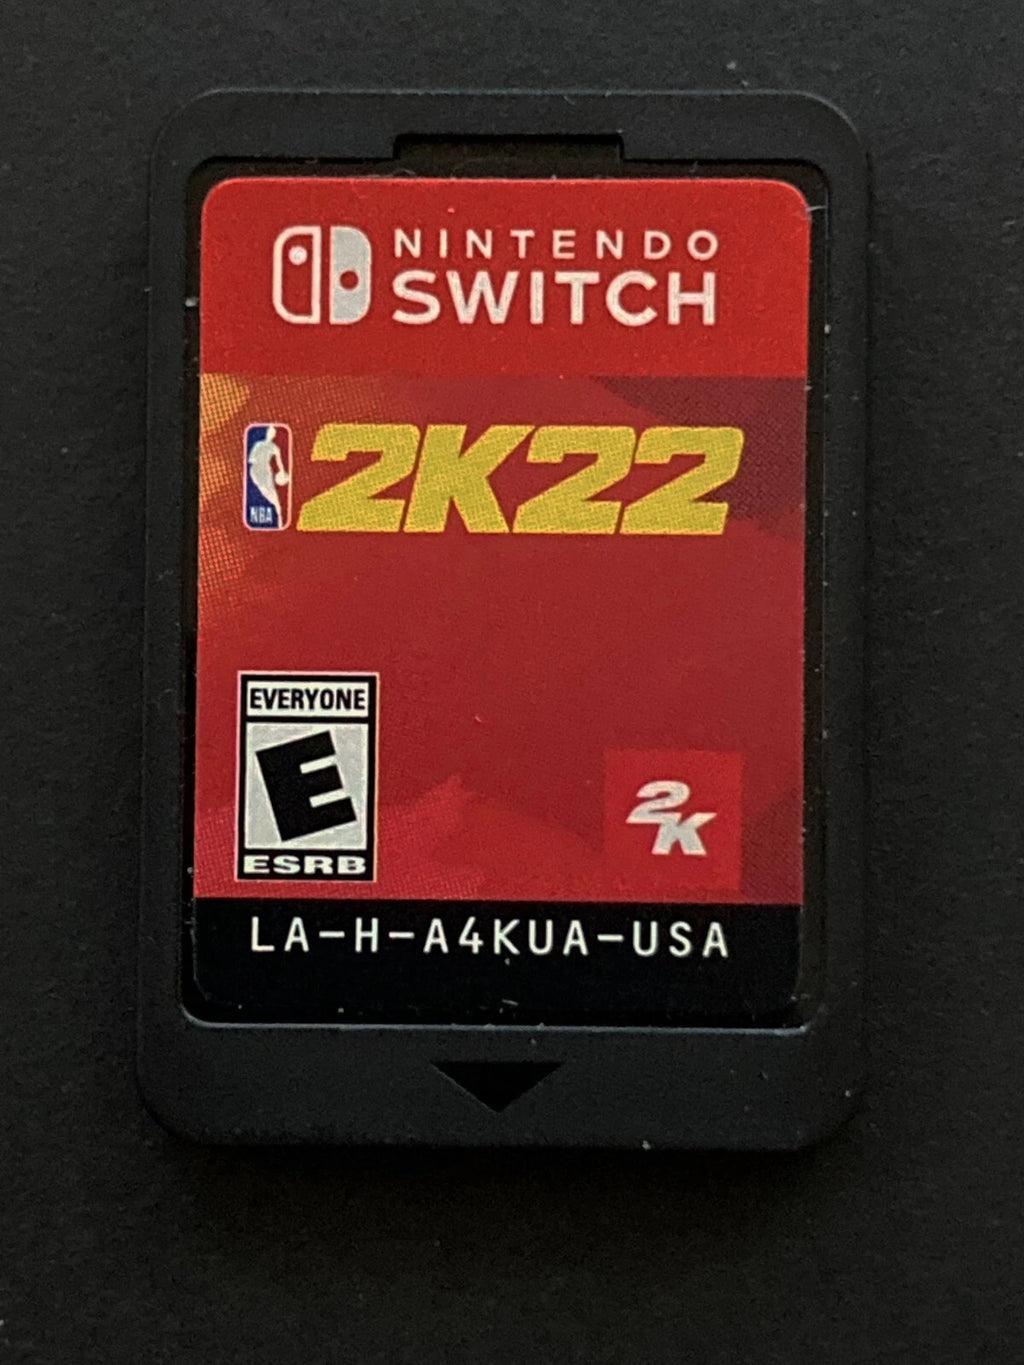 NINTENDO
SWITCH
NBA 2K22
EVERYONE
E
ESRB
2K
LA-H-A4KUA-USA